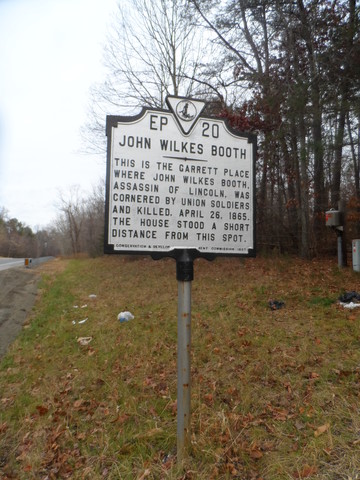 EP 20
JOHN WILKES BOOTH
THIS IS THE GARRETT PLACE
WHERE JOHN WILKES BOOTH,
ASSASSIN OF LINCOLN, WAS
CORNERED BY UNION SOLDIERS
AND KILLED, APRIL 26, 1865.
THE HOUSE STOOD A SHORT
DISTANCE FROM THIS SPOT.
CONSERVATION &